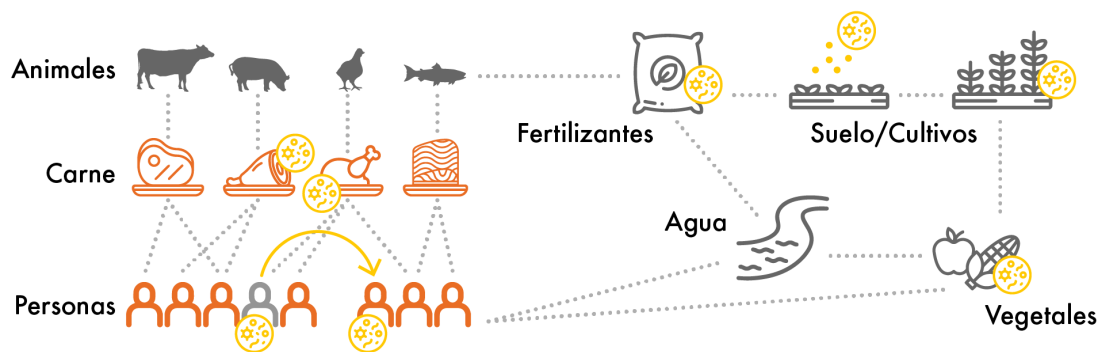 Animales
Fertilizantes
Suelo/Cultivos
Carne
Agua
Personas
Vegetales